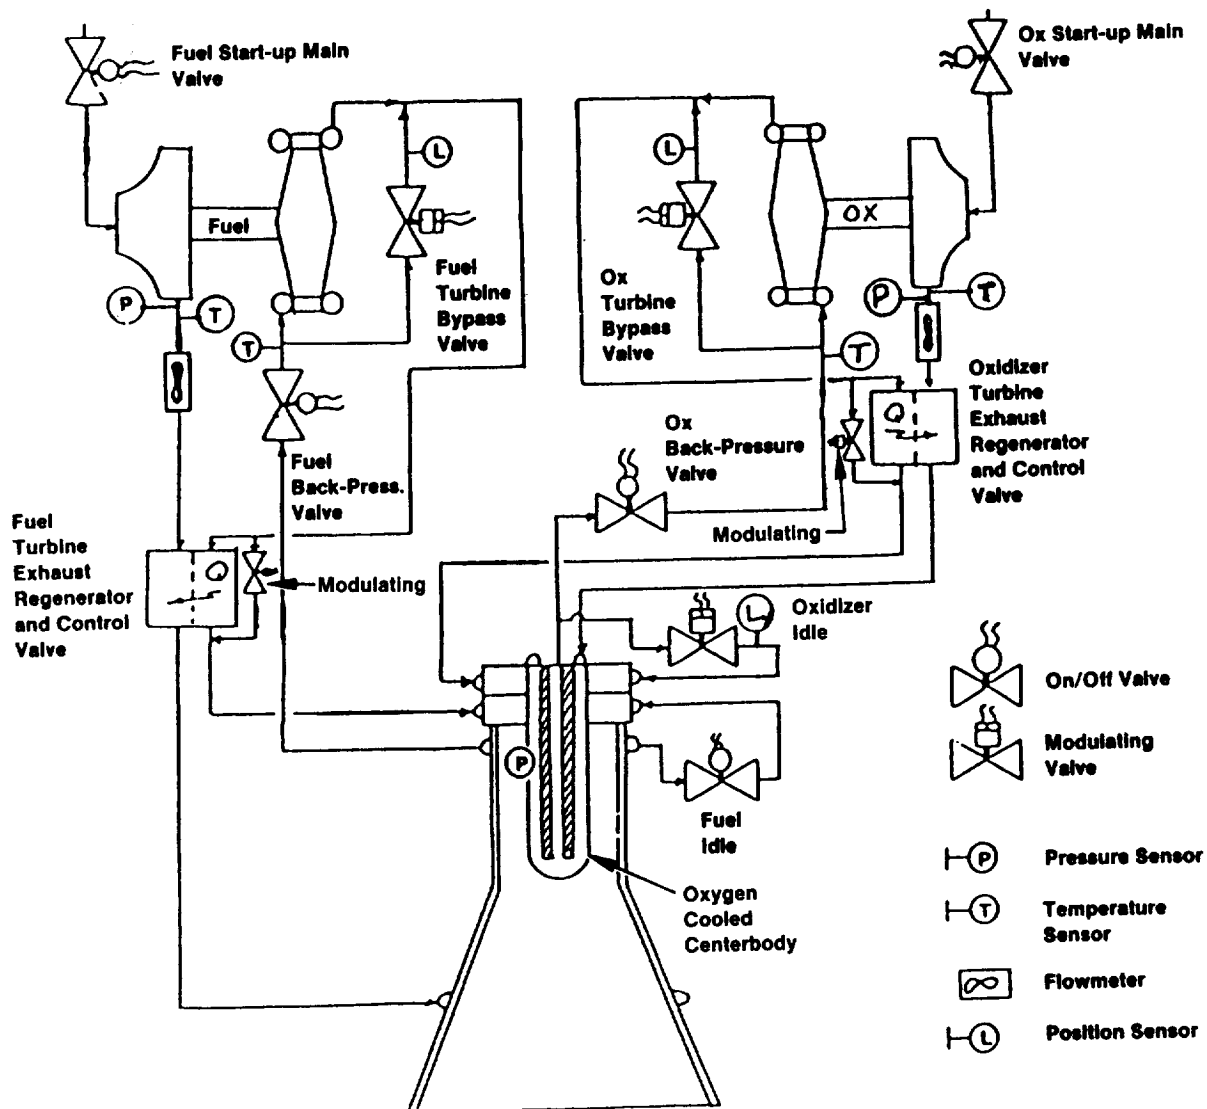 Fuel Start-up Main
Valve
Ox Start-up Main
Valve
L
L
Fuel
OX
Fuel
Turbine
Bypass
Valve
Ox
Turbine
Bypass
Valve
P
T
P
T
T
T
Oxidizer
Turbine
Exhaust
Regenerator
and Control
Valve
Q
Ox
Back-Pressure
Valve
Fuel
Back-Press.
Valve
Modulating
Fuel
Turbine
Exhaust
Regenerator
and Control
Valve
Q
Modulating
L
Oxidizer
Idle
P
Fuel
Idle
Oxygen
Cooled
Centerbody
On/Off Valve
Modulating
Valve
P
Pressure Sensor
T
Temperature
Sensor
Flowmeter
L
Position Sensor